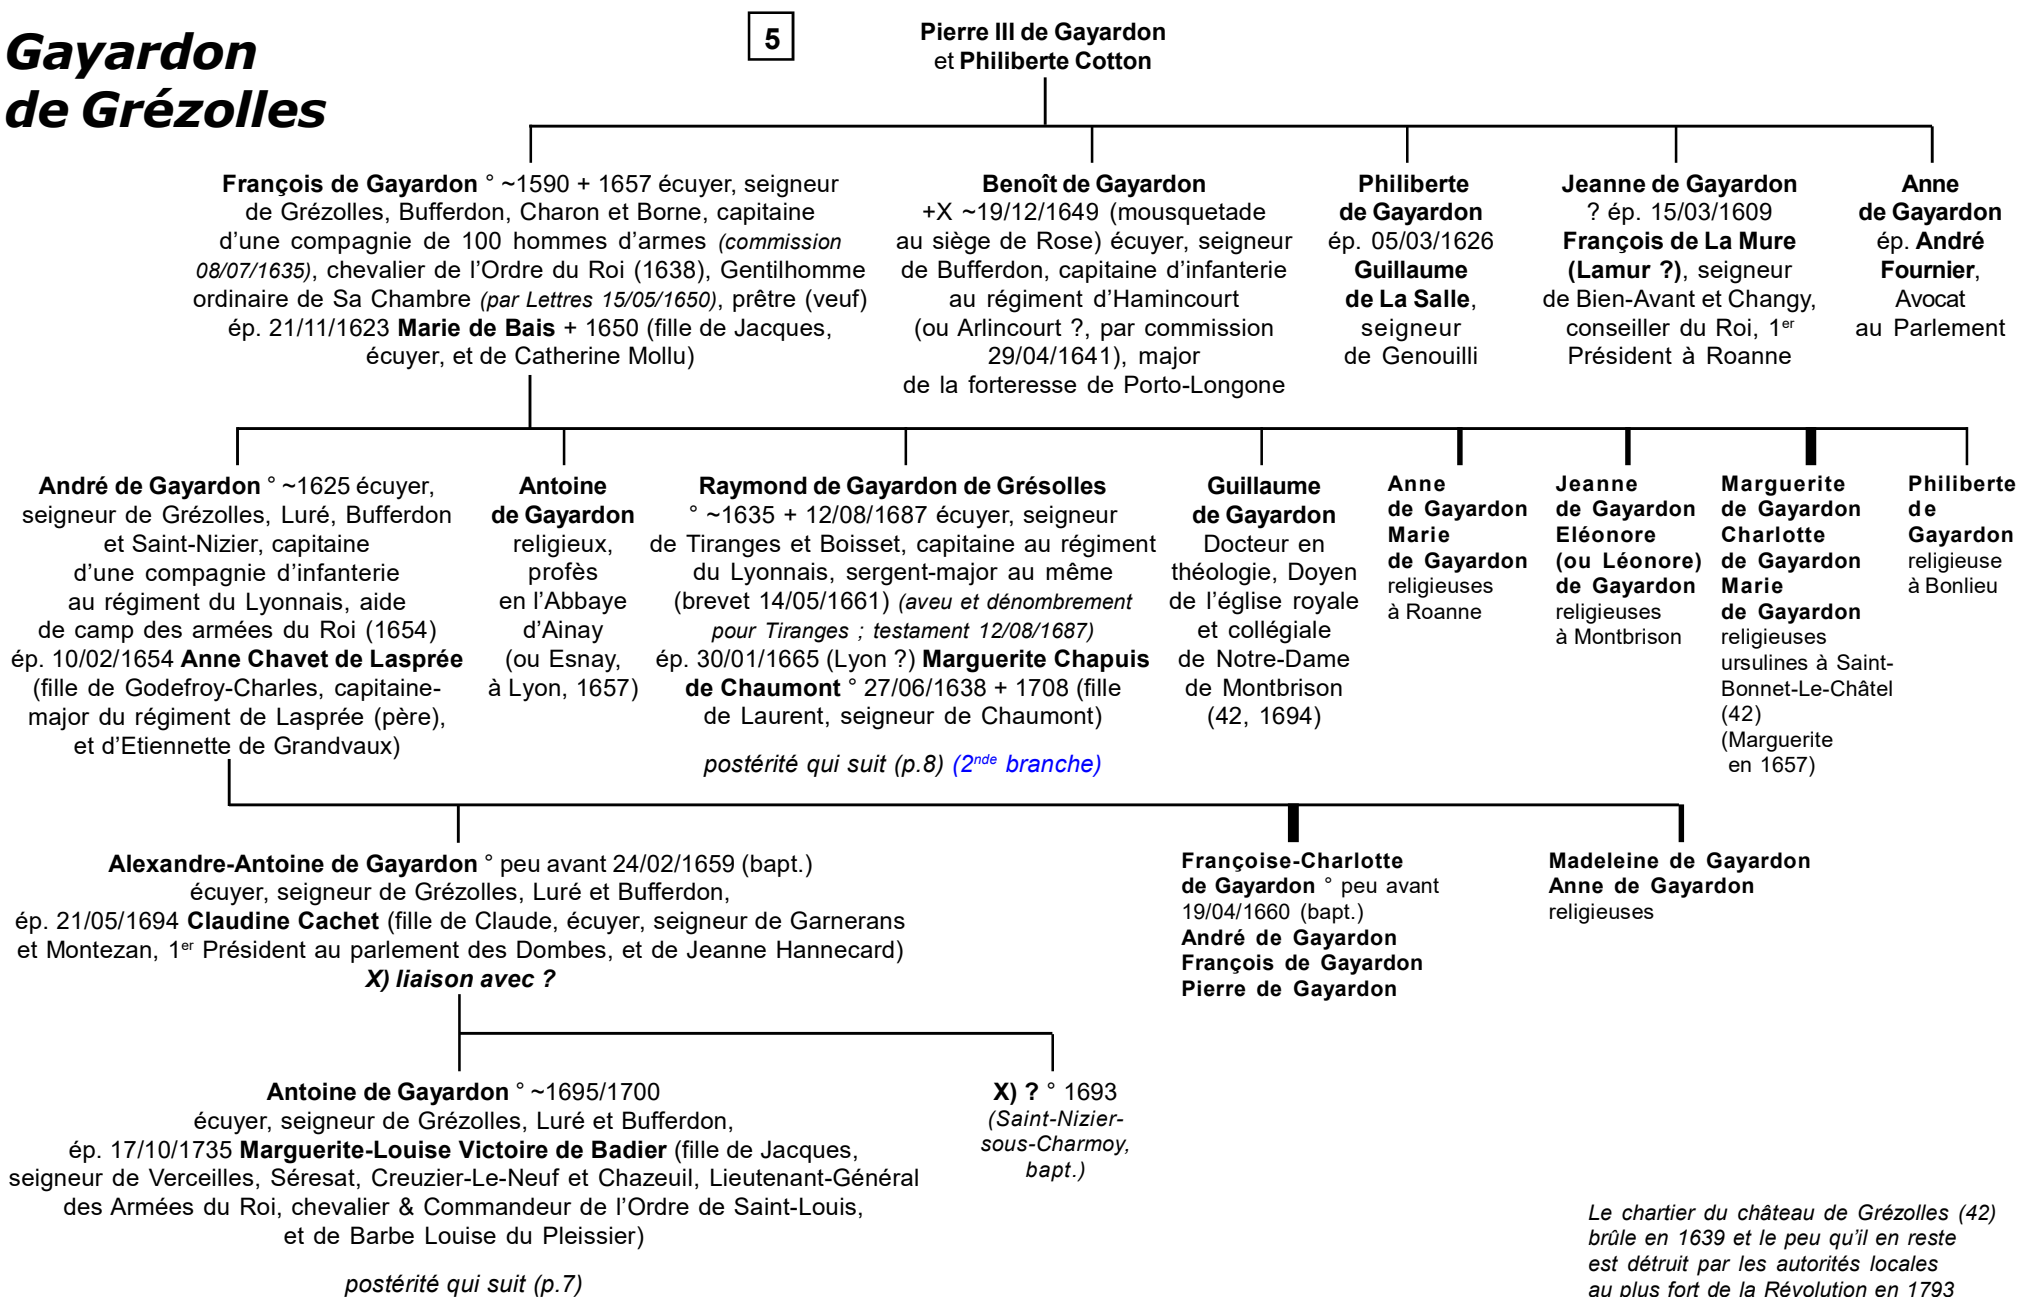 Gayardon
de Grézolles
5
Pierre III de Gayardon
et Philiberte Cotton
François de Gayardon ° ~1590 + 1657 écuyer, seigneur
de Grézolles, Bufferdon, Charon et Borne, capitaine
d'une compagnie de 100 hommes d'armes (commission
08/07/1635), chevalier de l'Ordre du Roi (1638), Gentilhomme
ordinaire de Sa Chambre (par Lettres 15/05/1650), prêtre (veuf)
ép. 21/11/1623 Marie de Bais + 1650 (fille de Jacques,
écuyer, et de Catherine Mollu)
Benoît de Gayardon
+X ~19/12/1649 (mousquetade
au siège de Rose) écuyer, seigneur
de Bufferdon, capitaine d'infanterie
au régiment d'Hamincourt
(ou Arlincourt ?, par commission
29/04/1641), major
de la forteresse de Porto-Longone
Philiberte
de Gayardon
ép. 05/03/1626
Guillaume
de La Salle,
seigneur
de Genouilli
Jeanne de Gayardon
? ép. 15/03/1609
François de La Mure
(Lamur ?), seigneur
de Bien-Avant et Changy,
conseiller du Roi, 1er
Président à Roanne
Anne
de Gayardon
ép. André
Fournier,
Avocat
au Parlement
André de Gayardon ° ~1625 écuyer,
seigneur de Grézolles, Luré, Bufferdon
et Saint-Nizier, capitaine
d'une compagnie d'infanterie
au régiment du Lyonnais, aide
de camp des armées du Roi (1654)
ép. 10/02/1654 Anne Chavet de Lasprée
(fille de Godefroy-Charles, capitaine-
major du régiment de Lasprée (père),
et d'Etiennette de Grandvaux)
Antoine
de Gayardon
religieux,
profès
en l'Abbaye
d'Ainay
(ou Esnay,
à Lyon, 1657)
Raymond de Gayardon de Grésolles
° ~1635 + 12/08/1687 écuyer, seigneur
de Tiranges et Boisset, capitaine au régiment
du Lyonnais, sergent-major au même
(brevet 14/05/1661) (aveu et dénombrement
pour Tiranges ; testament 12/08/1687)
ép. 30/01/1665 (Lyon ?) Marguerite Chapuis
de Chaumont ° 27/06/1638 + 1708 (fille
de Laurent, seigneur de Chaumont)
postérité qui suit (p.8) (2nde branche)
Guillaume
de Gayardon
Docteur en
théologie, Doyen
de l'église royale
et collégiale
de Notre-Dame
de Montbrison
(42, 1694)
Anne
de Gayardon
Marie
de Gayardon
religieuses
à Roanne
Jeanne
de Gayardon
Eléonore
(ou Léonore)
de Gayardon
religieuses
à Montbrison
Marguerite
de Gayardon
Charlotte
de Gayardon
Marie
de Gayardon
religieuses
ursulines à Saint-
Bonnet-Le-Châtel
(42)
(Marguerite
en 1657)
Philiberte
de
Gayardon
religieuse
à Bonlieu
Alexandre-Antoine de Gayardon ° peu avant 24/02/1659 (bapt.)
écuyer, seigneur de Grézolles, Luré et Bufferdon,
ép. 21/05/1694 Claudine Cachet (fille de Claude, écuyer, seigneur de Garnerans
et Montezan, 1er Président au parlement des Dombes, et de Jeanne Hannecard)
X) liaison avec ?
Françoise-Charlotte
de Gayardon ° peu avant
19/04/1660 (bapt.)
André de Gayardon
François de Gayardon
Pierre de Gayardon
Madeleine de Gayardon
Anne de Gayardon
religieuses
Antoine de Gayardon ° ~1695/1700
écuyer, seigneur de Grézolles, Luré et Bufferdon,
ép. 17/10/1735 Marguerite-Louise Victoire de Badier (fille de Jacques,
seigneur de Verceilles, Séresat, Creuzier-Le-Neuf et Chazeuil, Lieutenant-Général
des Armées du Roi, chevalier & Commandeur de l'Ordre de Saint-Louis,
et de Barbe Louise du Pleissier)
postérité qui suit (p.7)
X) ? ° 1693
(Saint-Nizier-
sous-Charmoy,
bapt.)
Le chartier du château de Grézolles (42)
brûle en 1639 et le peu qu'il en reste
est détruit par les autorités locales
au plus fort de la Révolution en 1793